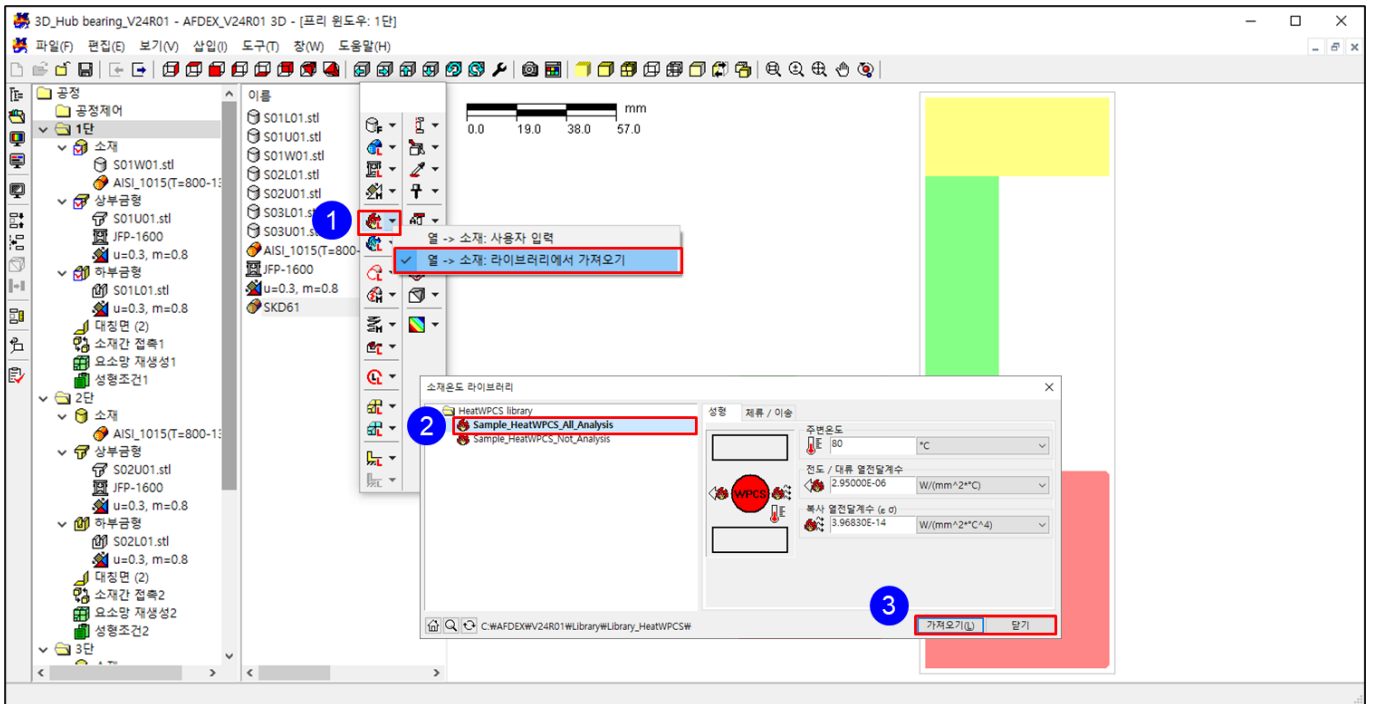 3D_Hub bearing_V24R01 - AFDEX_V24R01 3D - [프리 윈도우: 1단]
파일(F) 편집(E) 보기(V) 삽입(I) 도구(T) 창(W) 도움말(H)
공정
공정제어
1단
소재
S01W01.stl
AISI_1015(T=800-13
상부금형
S01U01.stl
JFP-1600
u=0.3, m=0.8
하부금형
S01L01.stl
u=0.3, m=0.8
대칭면 (2)
소재간 접촉1
요소망 재생성1
성형조건1
2단
소재
AISI_1015(T=800-13
상부금형
S02U01.stl
JFP-1600
u=0.3, m=0.8
하부금형
S02L01.stl
u=0.3, m=0.8
대칭면 (2)
소재간 접촉2
요소망 재생성2
성형조건2
3단
이름
S01L01.stl
S01U01.stl
S01W01.stl
S02L01.stl
S02U01.stl
S03L01.st
S03U01.s
AISI_1015(T=800-
JFP-1600
u=0.3, m=0.8
SKD61
mm
0.0 19.0 38.0 57.0
1
열 -> 소재: 사용자 입력
열 -> 소재: 라이브러리에서 가져오기
소재온도 라이브러리
HeatWPCS library
2
Sample_HeatWPCS_All_Analysis
Sample_HeatWPCS_Not_Analysis
성형 체류 / 이송
WPCS
E
주변온도
E 80 °C
전도 / 대류 열전달계수
2.95000E-06 W/(mm^2*°C)
복사 열전달계수 (ε σ)
3.96830E-14 W/(mm^2*°C^4)
3
C:₩AFDEX₩V24R01₩Library₩Library_HeatWPCS₩
가져오기(L) 닫기